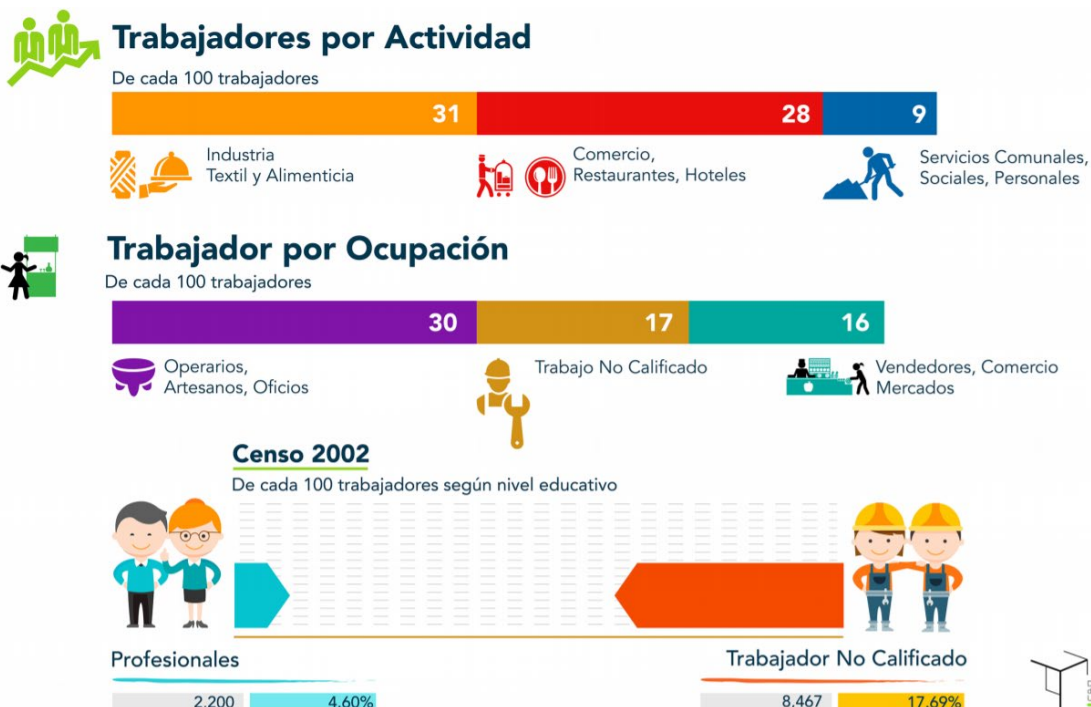 Trabajadores por Actividad
De cada 100 trabajadores
31
28
9
Industria
Textil y Alimenticia
Comercio,
Restaurantes, Hoteles
Servicios Comunales,
Sociales, Personales
Trabajador por Ocupación
De cada 100 trabajadores
30
17
16
Operarios,
Artesanos, Oficios
Trabajo No Calificado
Vendedores, Comercio
Mercados
Censo 2002
De cada 100 trabajadores según nivel educativo
Profesionales
Trabajador No Calificado
2.200
4.60%
8.467
17.69%